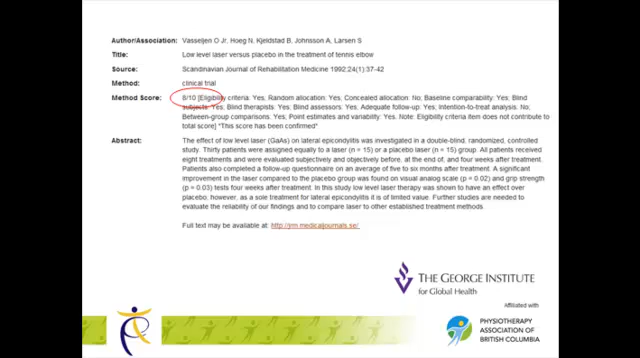 Author/Association: Vasseljen O Jr, Hoeg N, Kjeldstad B, Johnsson A, Larsen S
Title: Low level laser versus placebo in the treatment of tennis elbow
Source: Scandinavian Journal of Rehabilitation Medicine 1992;24(1):37-42
Method: clinical trial
Method Score: 8/10 [Eligibility criteria: Yes, Random allocation: Yes, Concealed allocation: No; Baseline comparability: Yes; Blind
subjects: Yes; Blind therapists: Yes; Blind assessors: Yes, Adequate follow-up: Yes; Intention-to-treat analysis: No;
Between-group comparisons: Yes, Point estimates and variability: Yes. Note: Eligibility criteria item does not contribute to
total score] *This score has been confirmed*
Abstract: The effect of low level laser (GaAs) on lateral epicondylitis was investigated in a double-blind, randomized, controlled
study. Thirty patients were assigned equally to a laser (n = 15) or a placebo laser (n = 15) group. All patients received
eight treatments and were evaluated subjectively and objectively before, at the end of, and four weeks after treatment.
Patients also completed a follow-up questionnaire on an average of five to six months after treatment. A significant
improvement in the laser compared to the placebo group was found on visual analog scale (p = 0.02) and grip strength
(p = 0.03) tests four weeks after treatment. In this study low level laser therapy was shown to have an effect over
placebo; however, as a sole treatment for lateral epicondylitis it is of limited value. Further studies are needed to
evaluate the reliability of our findings and to compare laser to other established treatment methods.
Full text may be available at: http://jrm.medicaljournals.se/
THE GEORGE INSTITUTE
for Global Health
Affiliated with
PHYSIOTHERAPY
ASSOCIATION OF
BRITISH COLUMBIA